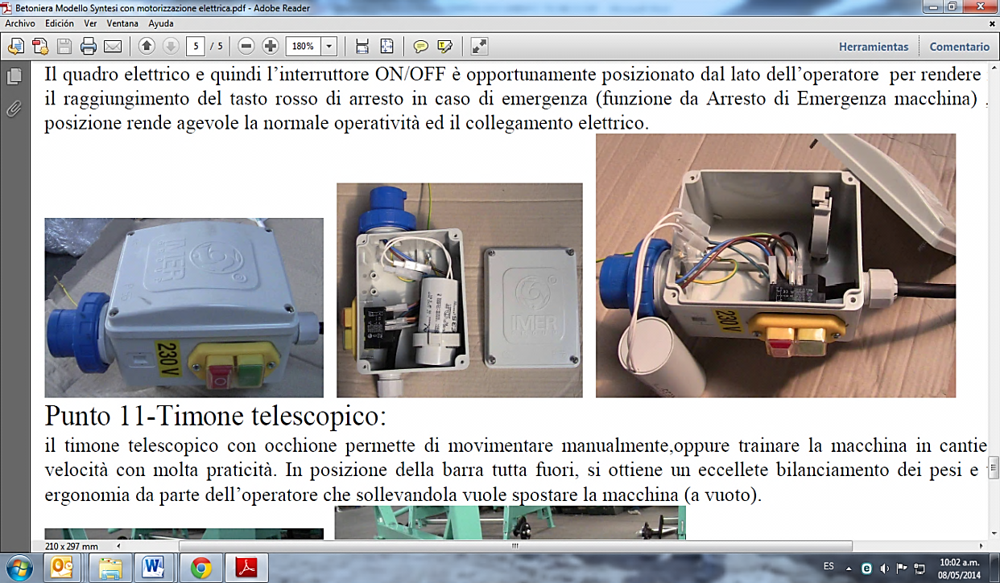 Betoniera Modello Syntesi con motorizzazione elettrica.pdf - Adobe Reader
Archivo Edición Ver Ventana Ayuda
5 / 5 180% Herramientas Comentario
Il quadro elettrico e quindi l’interruttore ON/OFF è opportunamente posizionato dal lato dell’operatore per rendere
il raggiungimento del tasto rosso di arresto in caso di emergenza (funzione da Arresto di Emergenza macchina) ,
posizione rende agevole la normale operatività ed il collegamento elettrico.
IMER
230 V
IMER
230 V
Punto 11-Timone telescopico:
il timone telescopico con occhione permette di movimentare manualmente,oppure trainare la macchina in cantie
velocità con molta praticità. In posizione della barra tutta fuori, si ottiene un eccellete bilanciamento dei pesi e
ergonomia da parte dell’operatore che sollevandola vuole spostare la macchina (a vuoto).
210 x 297 mm
ES 10:02 a.m.
08/05/2014